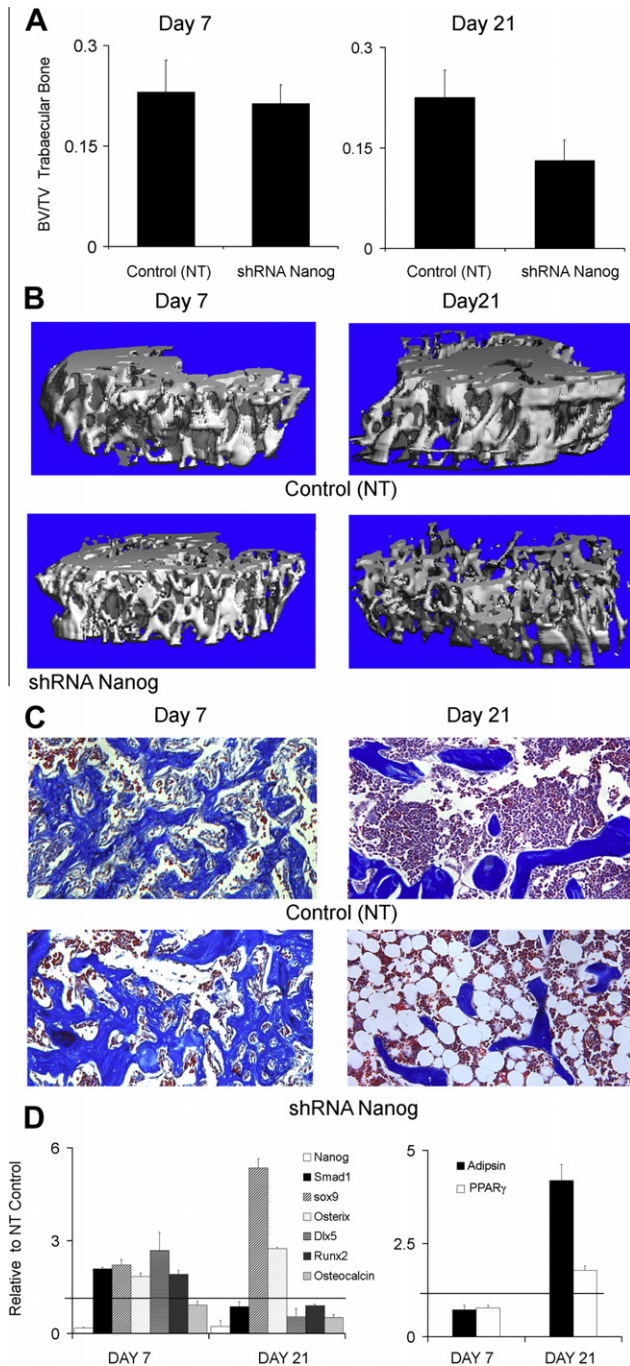 A
Day 7
Day 21
BV/TV Trabaecular Bone
0.3
0.15
0
Control (NT)
shRNA Nanog
0.3
0.15
0
Control (NT)
shRNA Nanog
B
Day 7
Day21
Control (NT)
shRNA Nanog
C
Day 7
Day 21
Control (NT)
shRNA Nanog
D
Relative to NT Control
6
3
0
Nanog
Smad1
sox9
Osterix
Dlx5
Runx2
Osteocalcin
DAY 7
DAY 21
5
2.5
0
Adipsin
PPARγ
DAY 7
DAY 21